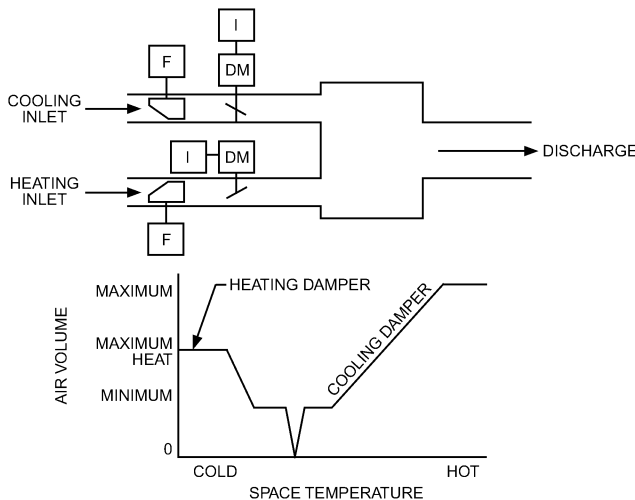 I
F
DM
COOLING
INLET
DISCHARGE
I
DM
HEATING
INLET
F
HEATING DAMPER
MAXIMUM
AIR VOLUME
MAXIMUM
HEAT
COOLING DAMPER
MINIMUM
0
COLD
HOT
SPACE TEMPERATURE